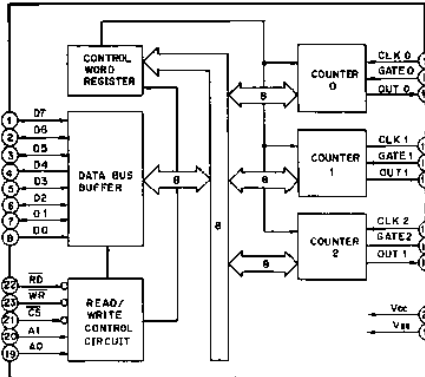 CONTROL
WORD
REGISTER
COUNTER
0
CLK 0
GATE 0
OUT 0
8
1 D7
2 D6
3 D5
4 D4
5 D3
6 D2
7 D1
8 D0
DATA BUS
BUFFER
8
8
8
COUNTER
1
CLK 1
GATE 1
OUT 1
COUNTER
2
CLK 2
GATE 2
OUT 1
8
22 RD
23 WR
21 CS
20 A1
19 A0
READ/
WRITE
CONTROL
CIRCUIT
Vcc